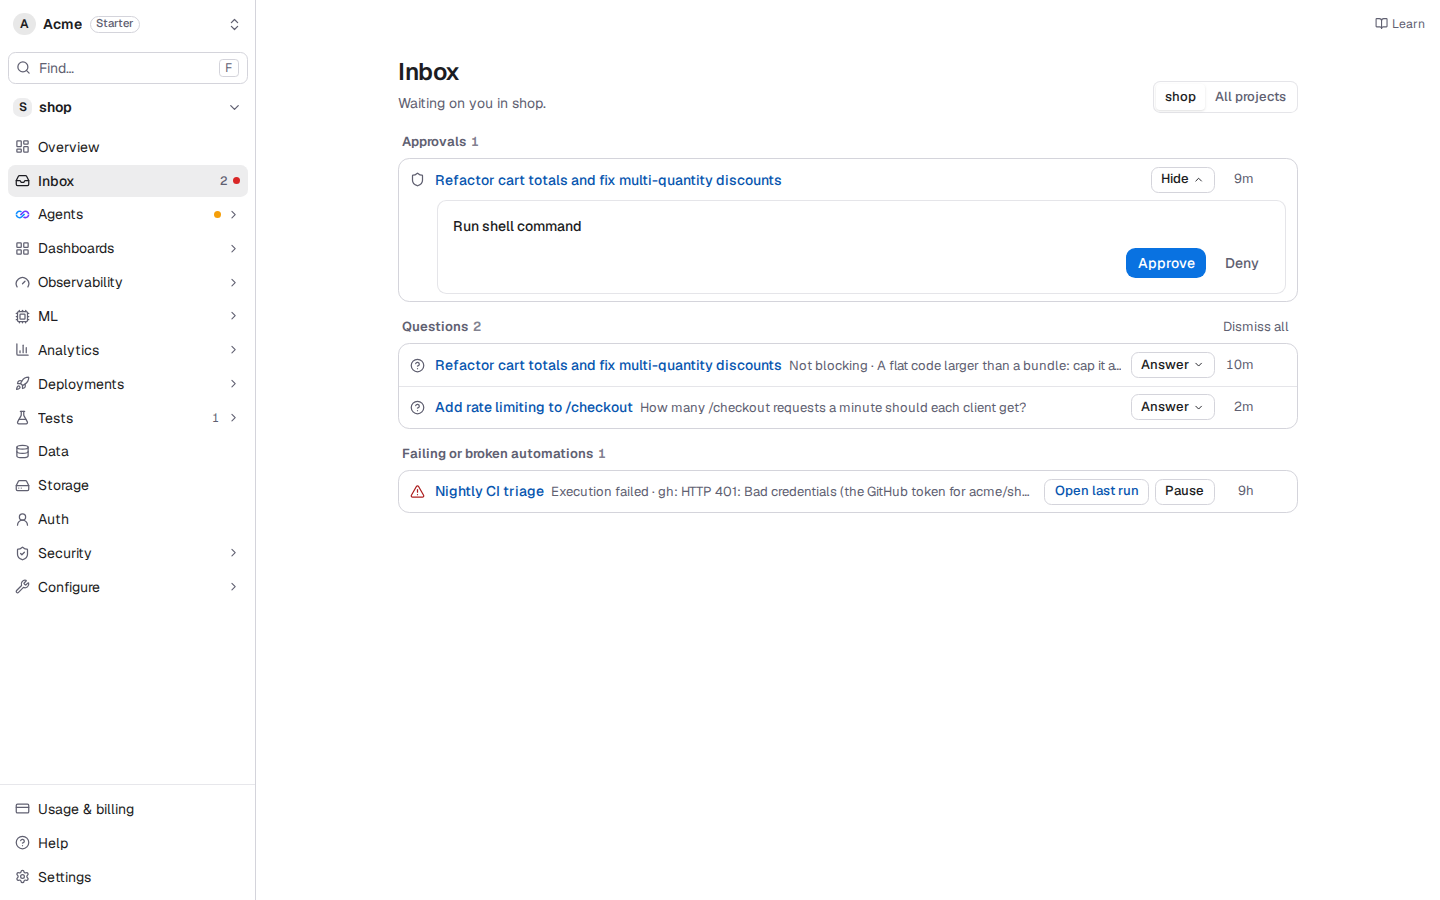 A Acme Starter
Learn
Find... F
S shop
Overview
Inbox 2
Agents
Dashboards
Observability
ML
Analytics
Deployments
Tests 1
Data
Storage
Auth
Security
Configure
Usage & billing
Help
Settings
Inbox
Waiting on you in shop.
shop All projects
Approvals 1
Refactor cart totals and fix multi-quantity discounts Hide 9m
Run shell command
Approve Deny
Questions 2 Dismiss all
Refactor cart totals and fix multi-quantity discounts Not blocking · A flat code larger than a bundle: cap it a... Answer 10m
Add rate limiting to /checkout How many /checkout requests a minute should each client get? Answer 2m
Failing or broken automations 1
Nightly CI triage Execution failed · gh: HTTP 401: Bad credentials (the GitHub token for acme/sh... Open last run Pause 9h